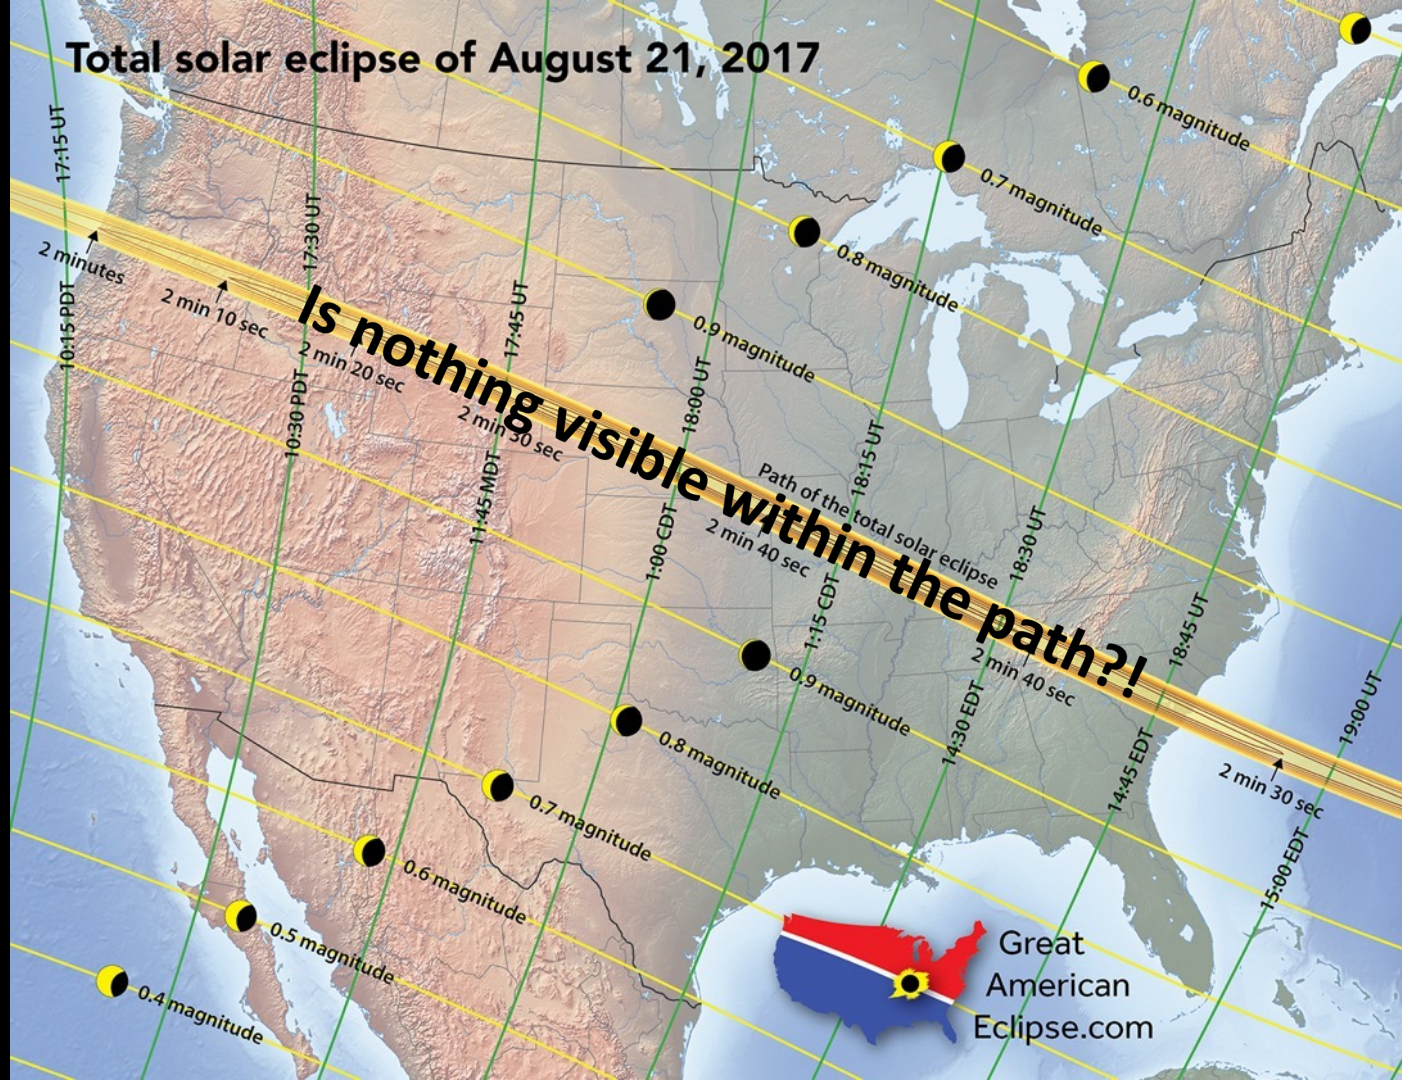 Total solar eclipse of August 21, 2017
17:15 UT
17:30 UT
17:45 UT
18:00 UT
18:15 UT
18:30 UT
18:45 UT
19:00 UT
0.6 magnitude
0.7 magnitude
0.8 magnitude
0.9 magnitude
2 minutes
2 min 10 sec
2 min 20 sec
2 min 30 sec
2 min 40 sec
2 min 40 sec
2 min 30 sec
Is nothing visible within the path?!
Path of the total solar eclipse
10:15 PDT
10:30 PDT
11:45 MDT
1:00 CDT
1:15 CDT
14:30 EDT
14:45 EDT
15:00 EDT
0.9 magnitude
0.8 magnitude
0.7 magnitude
0.6 magnitude
0.5 magnitude
0.4 magnitude
Great
American
Eclipse.com